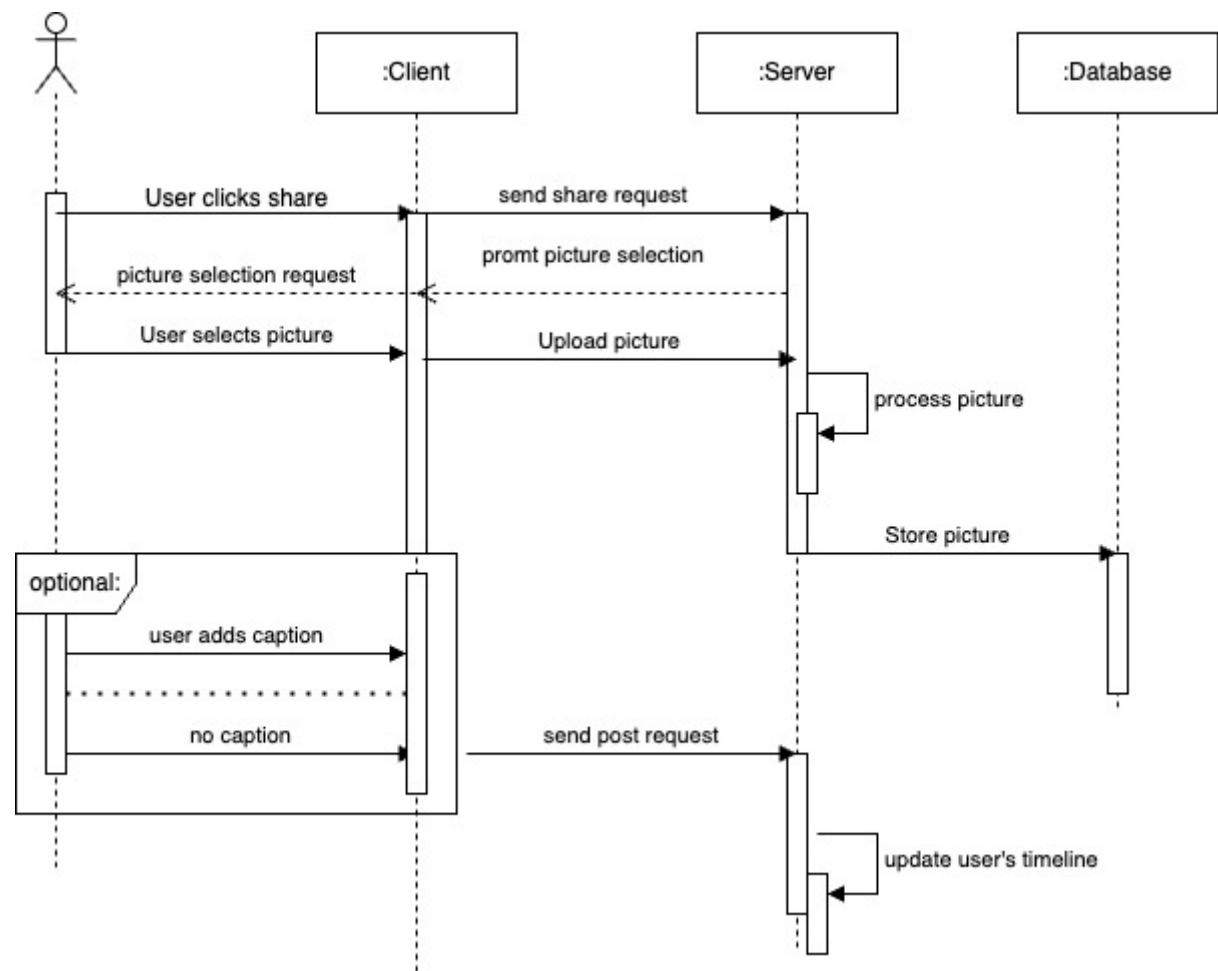 :Client
:Server
:Database
User clicks share
send share request
promt picture selection
picture selection request
User selects picture
Upload picture
process picture
Store picture
optional:
user adds caption
no caption
send post request
update user's timeline